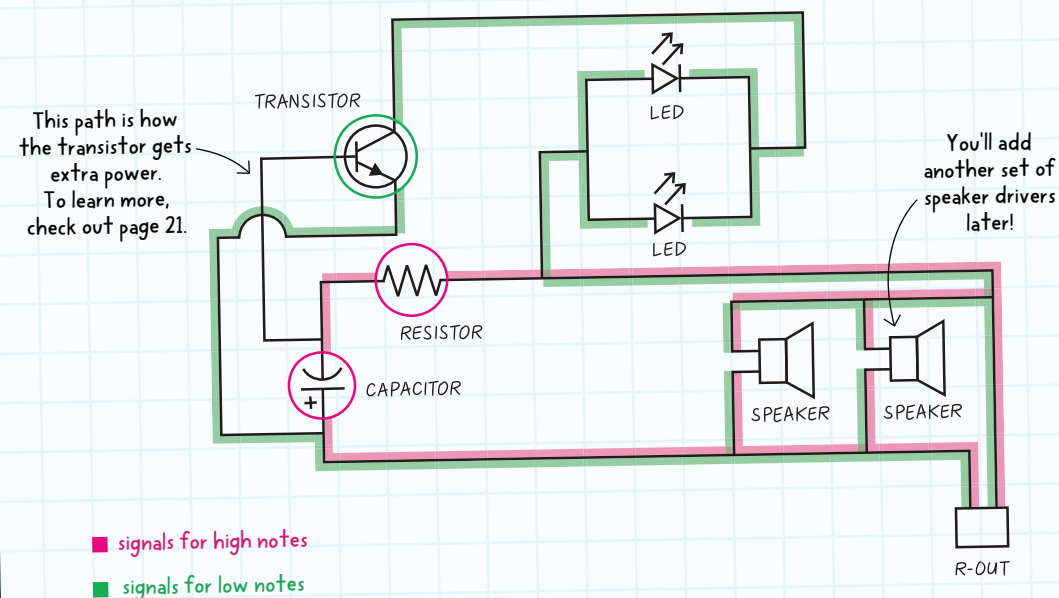 TRANSISTOR
This path is how
the transistor gets
extra power.
To learn more,
check out page 21.
LED
LED
You'll add
another set of
speaker drivers
later!
RESISTOR
CAPACITOR
+
SPEAKER
SPEAKER
R-OUT
signals for high notes
signals for low notes